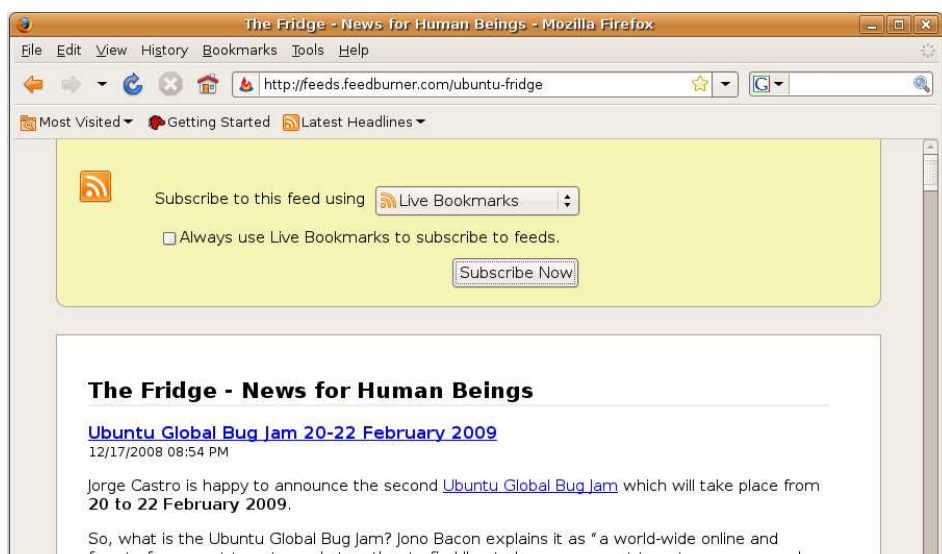 The Fridge - News for Human Beings - Mozilla Firefox
File Edit View History Bookmarks Tools Help
http://feeds.feedburner.com/ubuntu-fridge G
Most Visited Getting Started Latest Headlines
Subscribe to this feed using Live Bookmarks
Always use Live Bookmarks to subscribe to feeds.
Subscribe Now
The Fridge - News for Human Beings
Ubuntu Global Bug Jam 20-22 February 2009
12/17/2008 08:54 PM
Jorge Castro is happy to announce the second Ubuntu Global Bug Jam which will take place from
20 to 22 February 2009.
So, what is the Ubuntu Global Bug Jam? Jono Bacon explains it as "a world-wide online and